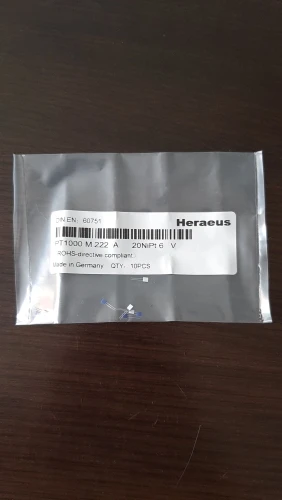 DIN EN. 60751
Heraeus
PT1000 M 222 A 20NiPt 6 V
ROHS-directive compliant
Made in Germany QTY. 10PCS